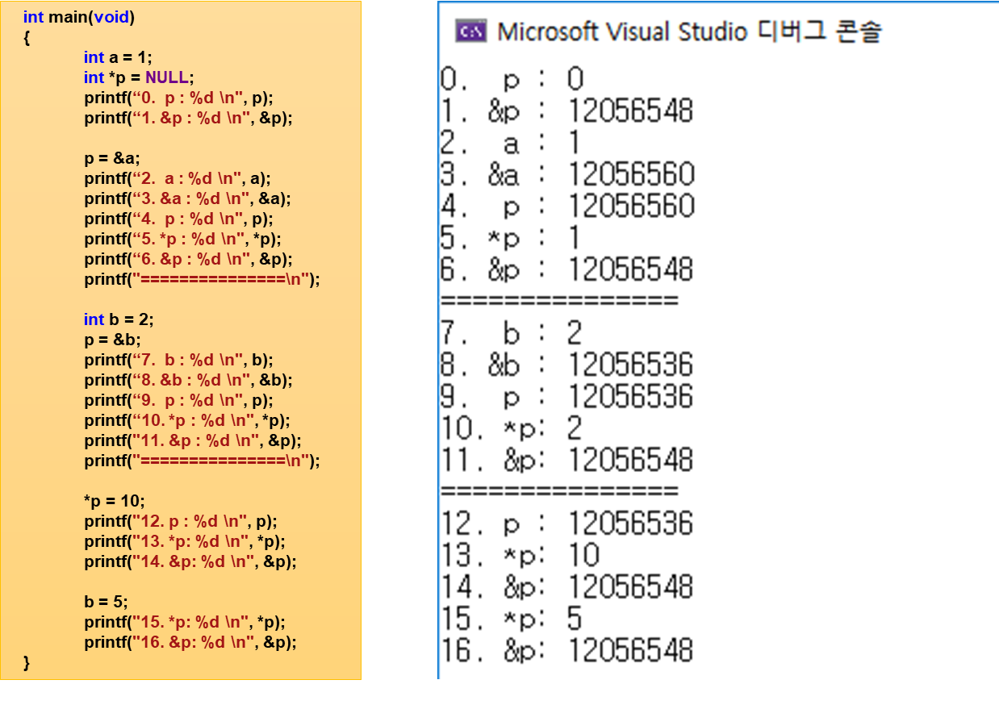 int main(void)
{
int a = 1;
int *p = NULL;
printf(“0.  p : %d \n", p);
printf(“1. &p : %d \n", &p);
p = &a;
printf(“2.  a : %d \n", a);
printf(“3. &a : %d \n", &a);
printf(“4.  p : %d \n", p);
printf(“5. *p : %d \n", *p);
printf(“6. &p : %d \n", &p);
printf("===============\n");
int b = 2;
p = &b;
printf(“7.  b : %d \n", b);
printf(“8. &b : %d \n", &b);
printf(“9.  p : %d \n", p);
printf(“10. *p : %d \n", *p);
printf("11. &p : %d \n", &p);
printf("===============\n");
*p = 10;
printf("12. p : %d \n", p);
printf("13. *p: %d \n", *p);
printf("14. &p: %d \n", &p);
b = 5;
printf("15. *p: %d \n", *p);
printf("16. &p: %d \n", &p);
}
C:\ Microsoft Visual Studio 디버그 콘솔
0.  p : 0
1. &p : 12056548
2.  a : 1
3. &a : 12056560
4.  p : 12056560
5. *p : 1
6. &p : 12056548
===============
7.  b : 2
8. &b : 12056536
9.  p : 12056536
10. *p: 2
11. &p: 12056548
===============
12. p : 12056536
13. *p: 10
14. &p: 12056548
15. *p: 5
16. &p: 12056548